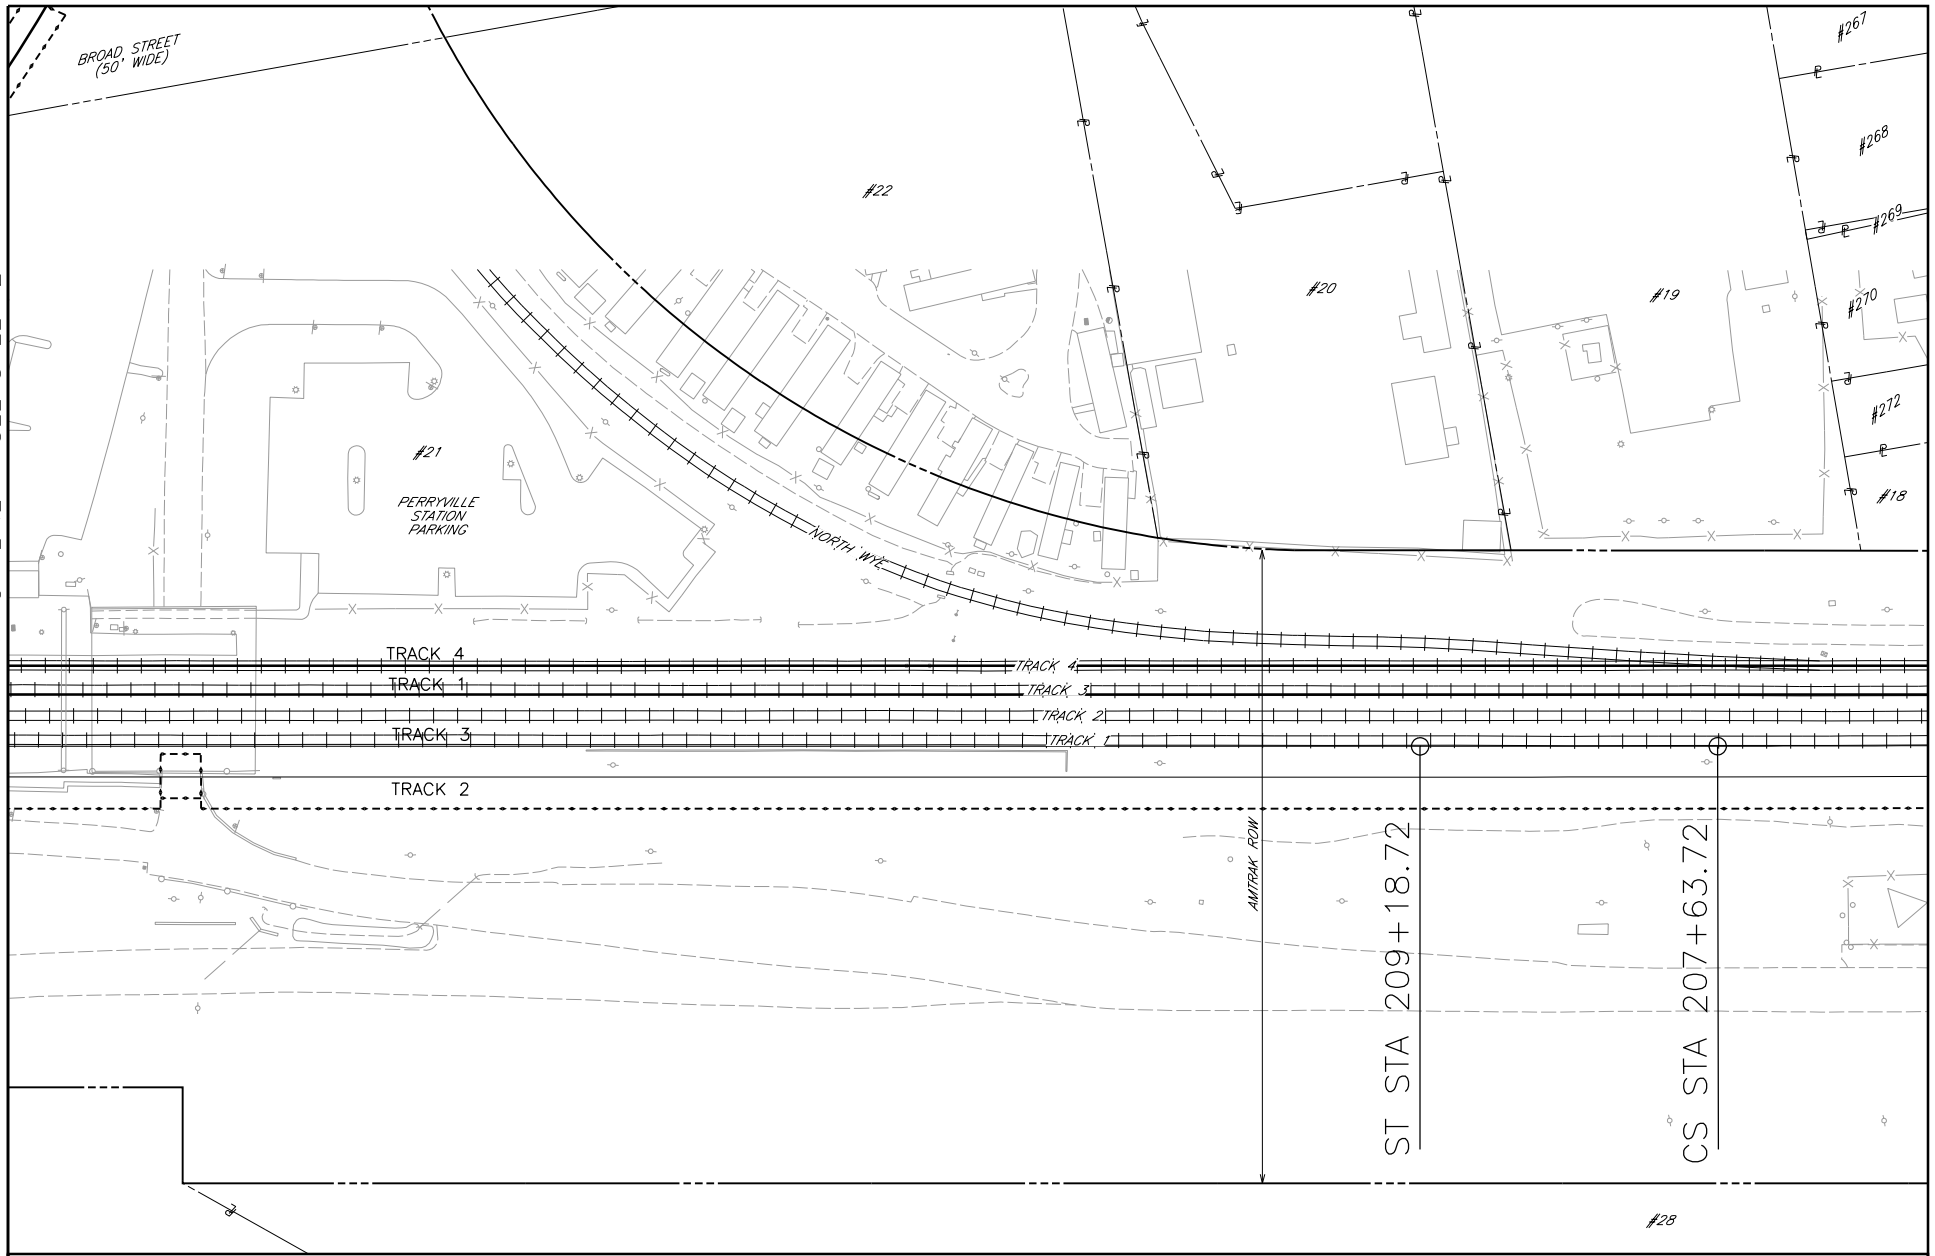 BROAD STREET
(50' WIDE)
#267
#268
#22
#269
#20
#19
#270
#272
#21
#18
PERRYVILLE
STATION
PARKING
NORTH WYE
TRACK 4
TRACK 4
TRACK 1
TRACK 3
TRACK 2
TRACK 3
TRACK 1
TRACK 2
AMTRAK ROW
ST STA 209+18.72
CS STA 207+63.72
#28